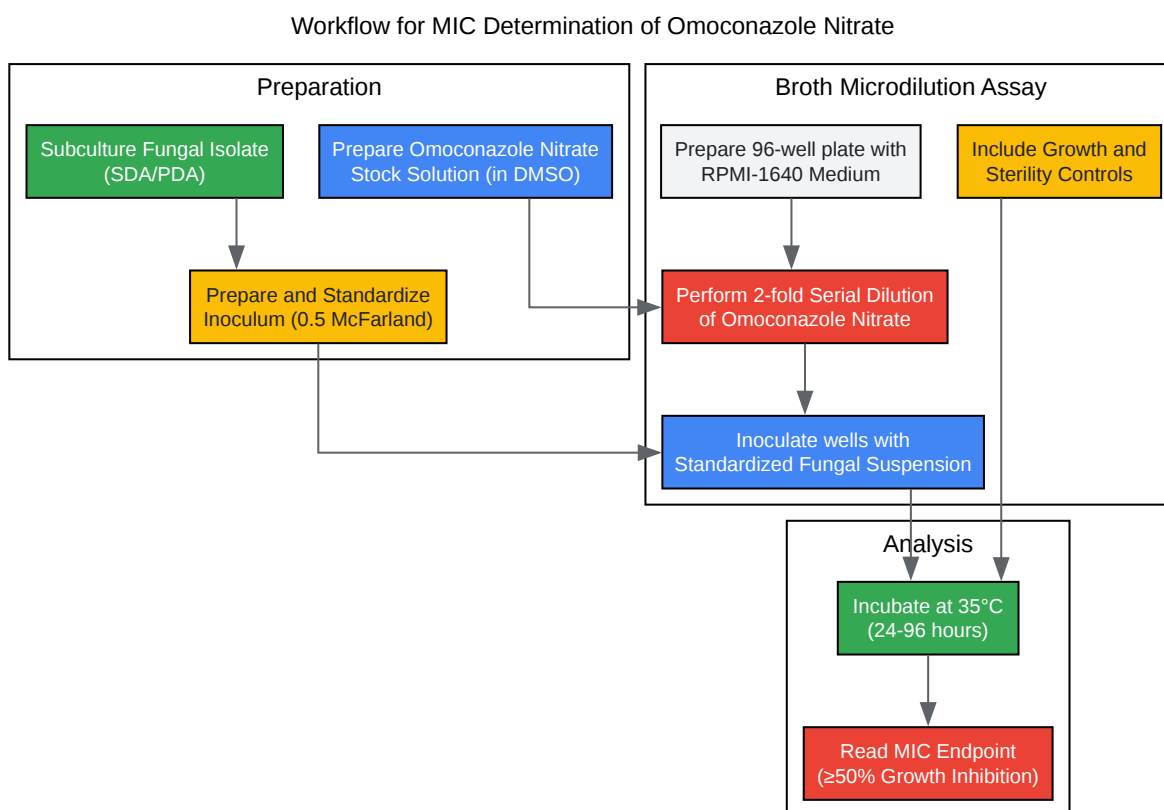 Workflow for MIC Determination of Omoconazole Nitrate
Preparation
Subculture Fungal Isolate
(SDA/PDA)
Prepare Omoconazole Nitrate
Stock Solution (in DMSO)
Prepare and Standardize
Inoculum (0.5 McFarland)
Broth Microdilution Assay
Prepare 96-well plate with
RPMI-1640 Medium
Include Growth and
Sterility Controls
Perform 2-fold Serial Dilution
of Omoconazole Nitrate
Inoculate wells with
Standardized Fungal Suspension
Analysis
Incubate at 35°C
(24-96 hours)
Read MIC Endpoint
(≥50% Growth Inhibition)